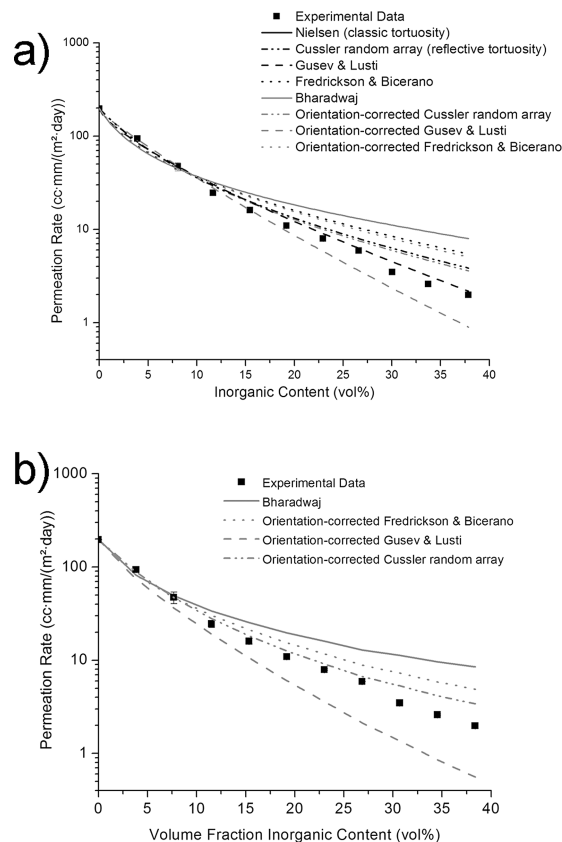 a)
Experimental Data
Nielsen (classic tortuosity)
Cussler random array (reflective tortuosity)
Gusev & Lusti
Fredrickson & Bicerano
Bharadwaj
Orientation-corrected Cussler random array
Orientation-corrected Gusev & Lusti
Orientation-corrected Fredrickson & Bicerano
Permeation Rate (cc·mm/(m²·day))
1000
100
10
1
0 5 10 15 20 25 30 35 40
Inorganic Content (vol%)
b)
Experimental Data
Bharadwaj
Orientation-corrected Fredrickson & Bicerano
Orientation-corrected Gusev & Lusti
Orientation-corrected Cussler random array
Permeation Rate (cc·mm/(m²·day))
1000
100
10
1
0 5 10 15 20 25 30 35 40
Volume Fraction Inorganic Content (vol%)